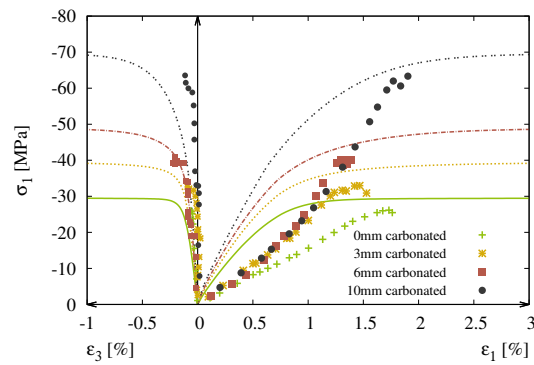 -80
-70
-60
-50
-40
-30
-20
-10
0
σ1 [MPa]
0mm carbonated
3mm carbonated
6mm carbonated
10mm carbonated
-1 -0.5 0 0.5 1 1.5 2 2.5 3
ε3 [%] ε1 [%]